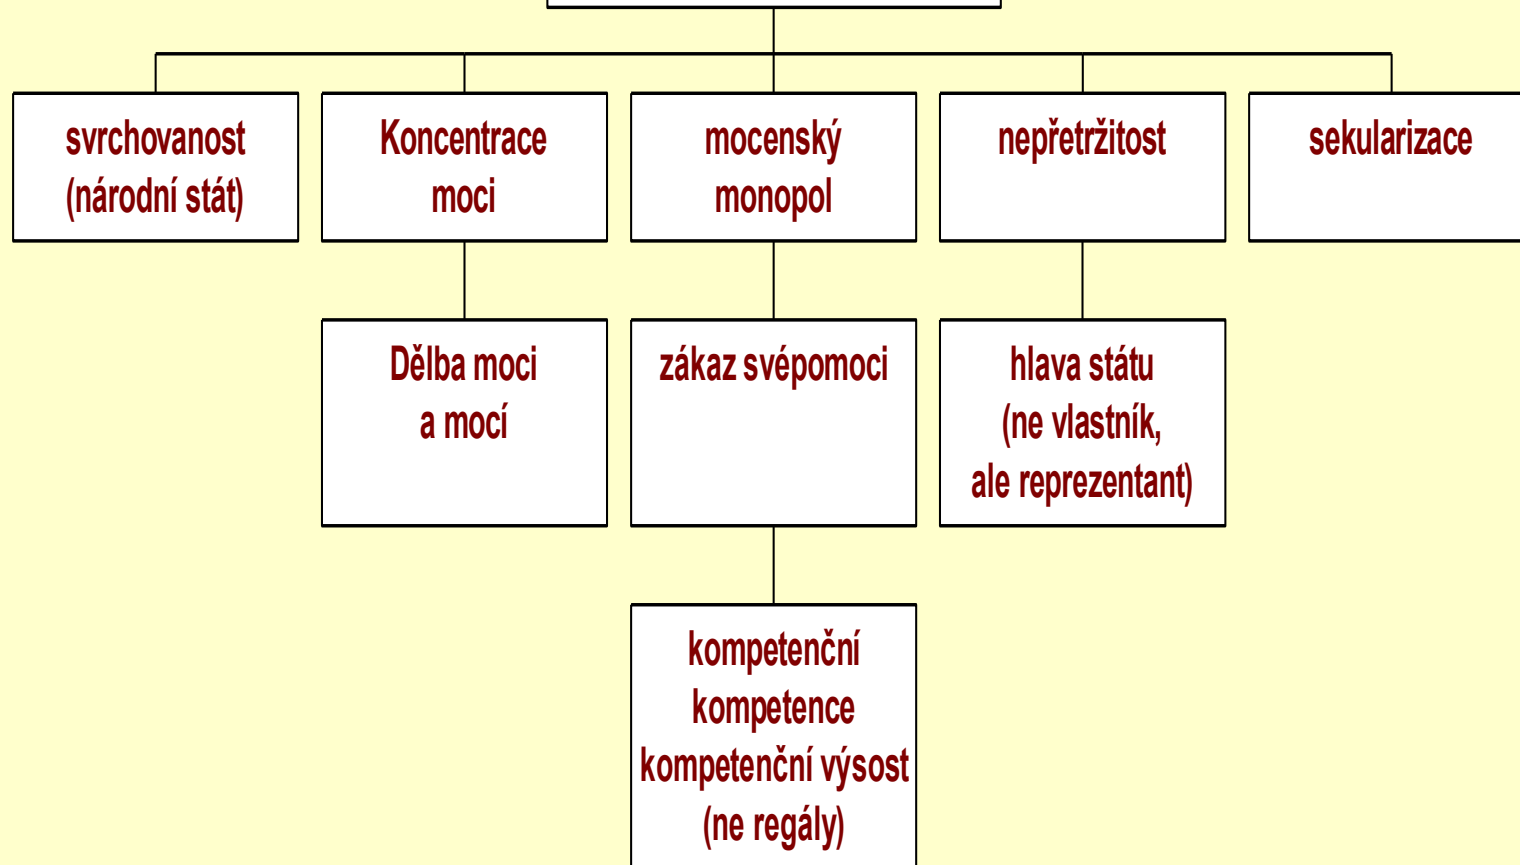 svrchovanost
(národní stát)
Koncentrace
moci
mocenský
monopol
nepřetržitost
sekularizace
Dělba moci
a mocí
zákaz svépomoci
hlava státu
(ne vlastník,
ale reprezentant)
kompetenční
kompetence
kompetenční výsost
(ne regály)